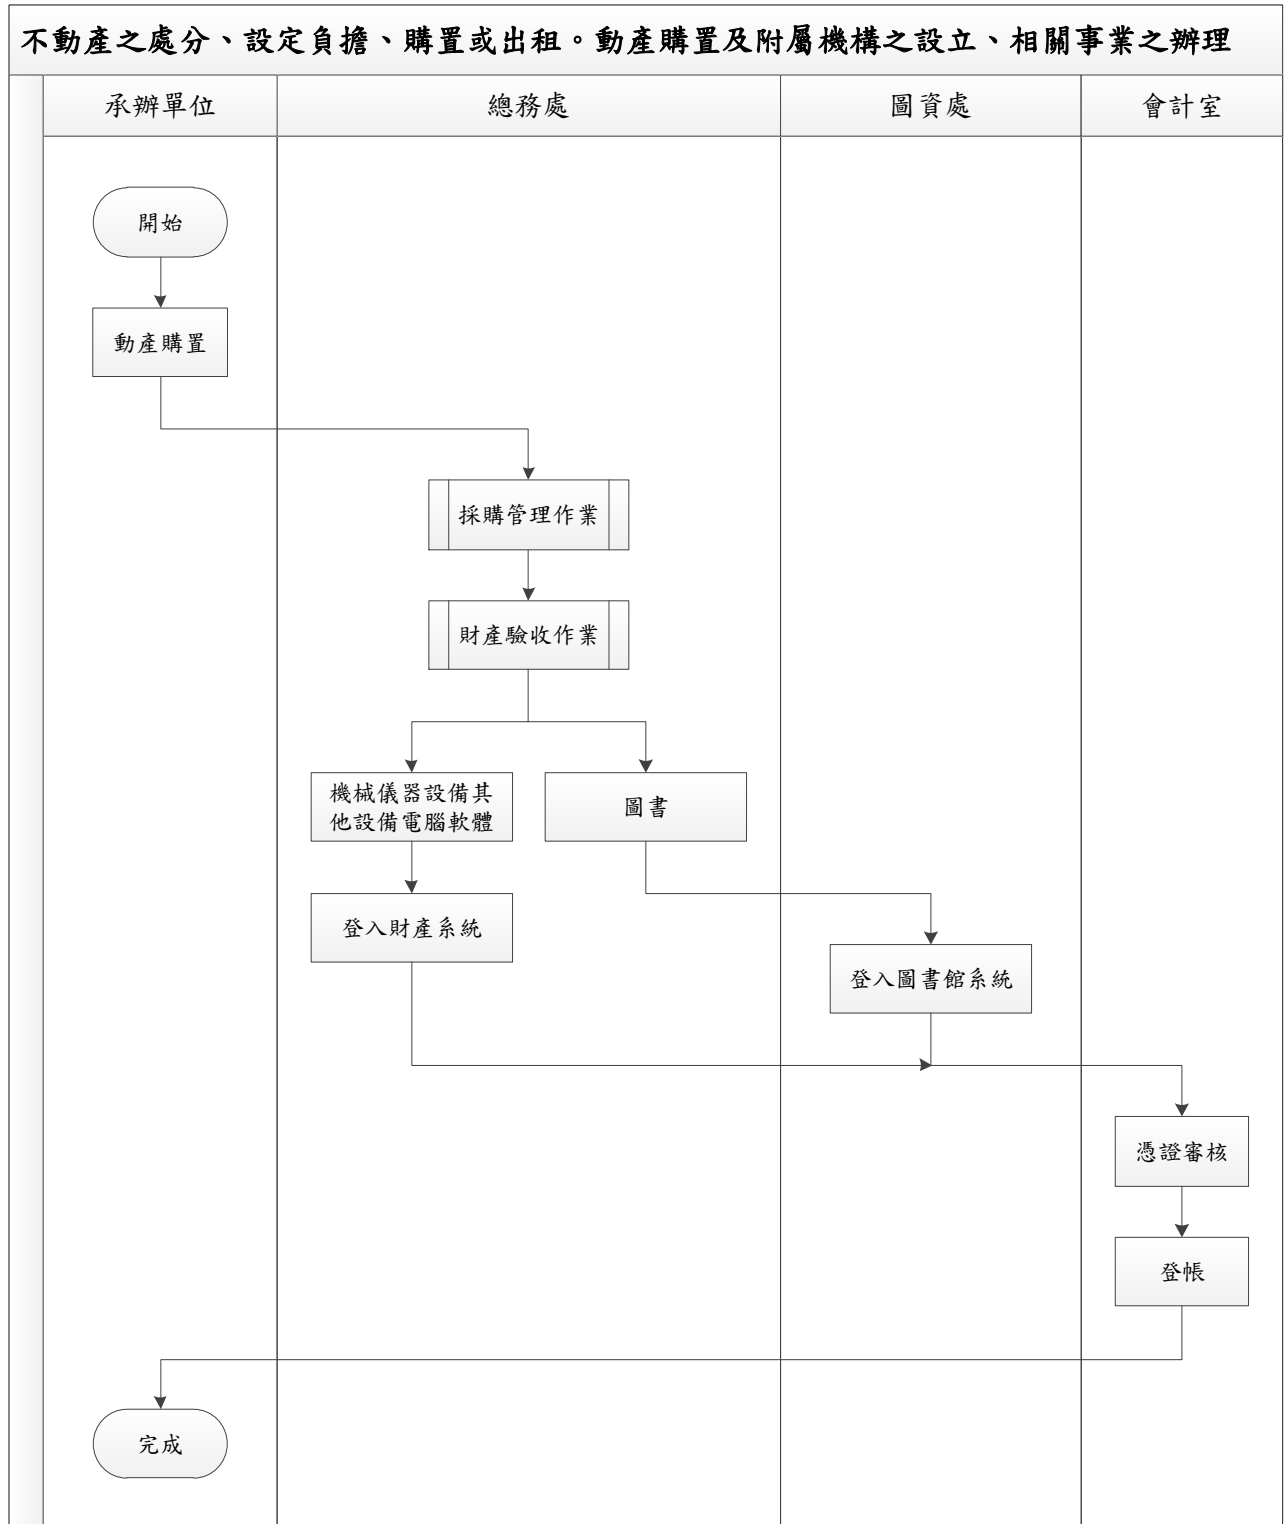 不動產之處分、設定負擔、購置或出租。動產購置及附屬機構之設立、相關事業之辦理
承辦單位
總務處
圖資處
會計室
開始
動產購置
採購管理作業
財產驗收作業
機械儀器設備其
他設備電腦軟體
圖書
登入財產系統
登入圖書館系統
憑證審核
登帳
完成